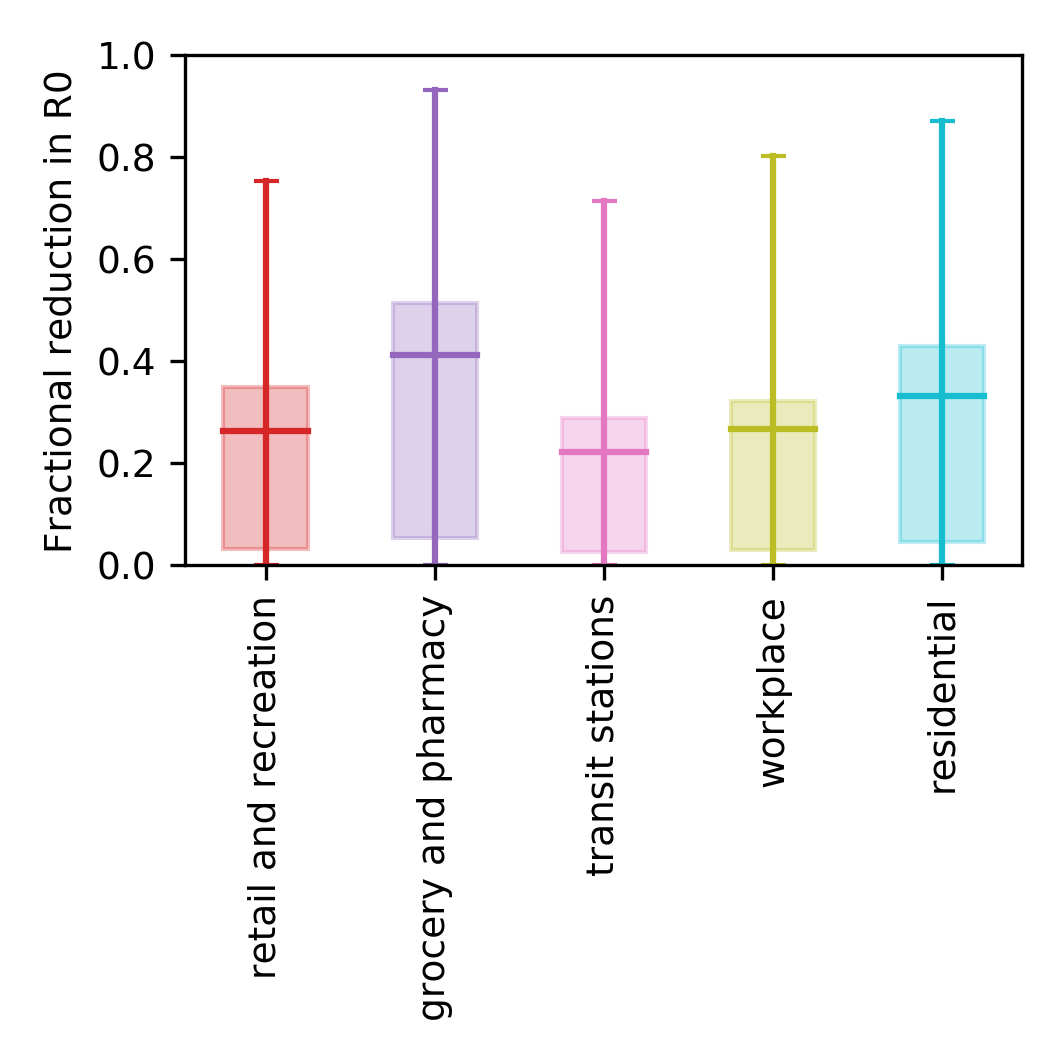 Fractional reduction in R0
1.0
0.8
0.6
0.4
0.2
0.0
retail and recreation
grocery and pharmacy
transit stations
workplace
residential